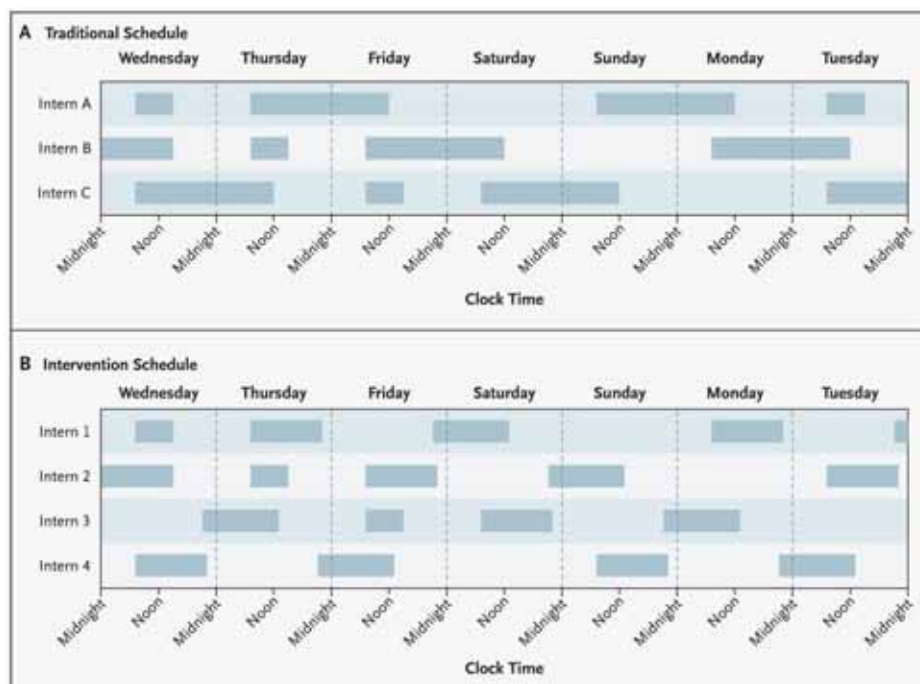 A Traditional Schedule
Wednesday Thursday Friday Saturday Sunday Monday Tuesday
Intern A
Intern B
Intern C
Midnight Noon Midnight Noon Midnight Noon Midnight Noon Midnight Noon Midnight Noon Midnight Noon Midnight
Clock Time
B Intervention Schedule
Wednesday Thursday Friday Saturday Sunday Monday Tuesday
Intern 1
Intern 2
Intern 3
Intern 4
Midnight Noon Midnight Noon Midnight Noon Midnight Noon Midnight Noon Midnight Noon Midnight Noon Midnight
Clock Time